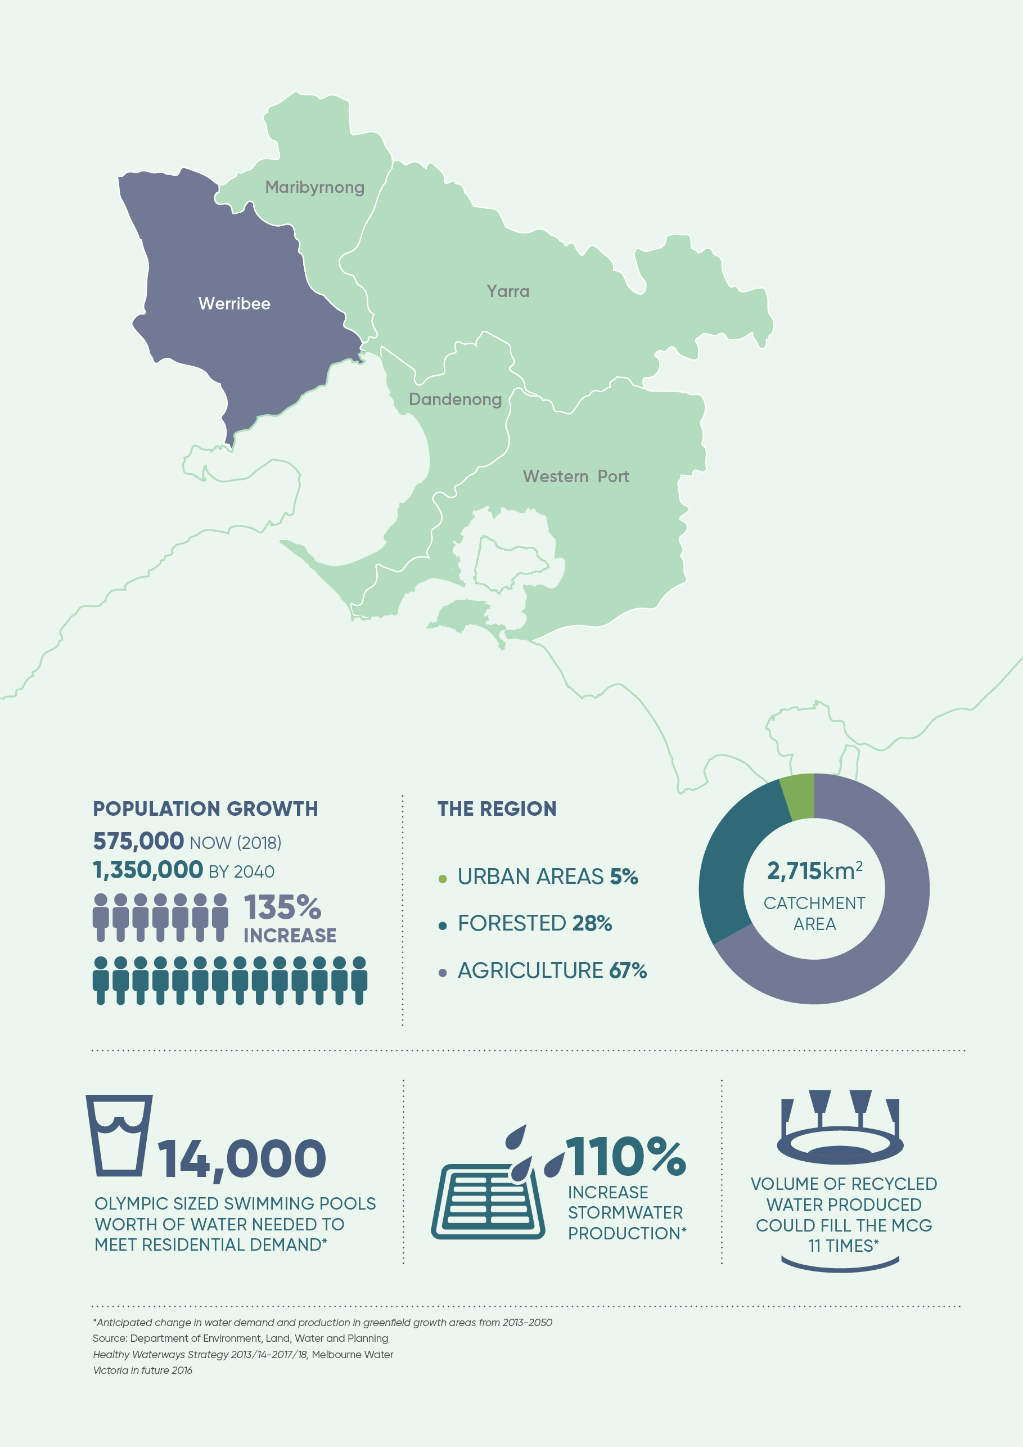 Maribyrnong
Werribee
Yarra
Dandenong
Western Port
POPULATION GROWTH
575,000 NOW (2018)
1,350,000 BY 2040
135%
INCREASE
THE REGION
URBAN AREAS 5%
FORESTED 28%
AGRICULTURE 67%
2,715km²
CATCHMENT
AREA
14,000
OLYMPIC SIZED SWIMMING POOLS
WORTH OF WATER NEEDED TO
MEET RESIDENTIAL DEMAND*
110%
INCREASE
STORMWATER
PRODUCTION*
VOLUME OF RECYCLED
WATER PRODUCED
COULD FILL THE MCG
11 TIMES*
*Anticipated change in water demand and production in greenfield growth areas from 2013-2050
Source: Department of Environment, Land, Water and Planning
Healthy Waterways Strategy 2013/14-2017/18, Melbourne Water
Victoria in future 2016